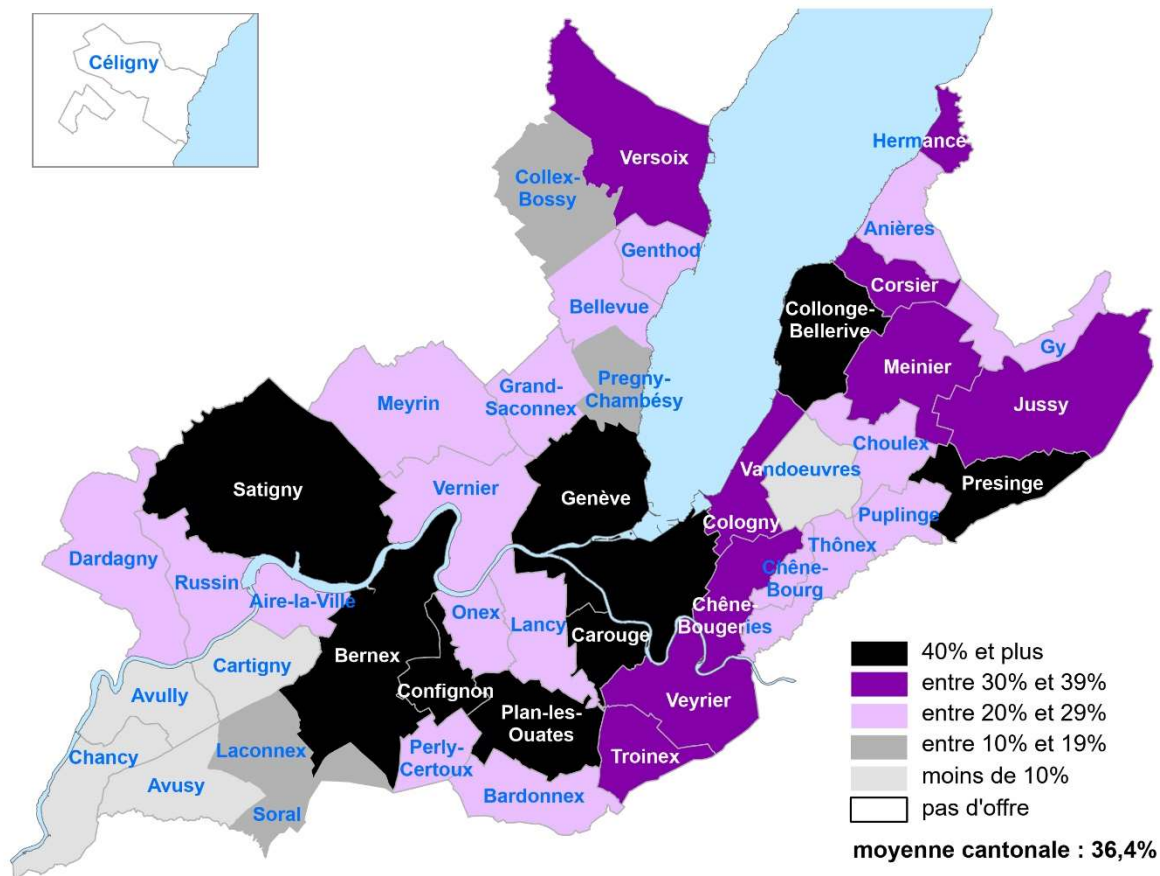 Céligny
Versoix
Hermance
Collex-
Bossy
Anières
Genthod
Corsier
Bellevue
Collonge-
Bellerive
Gy
Meinier
Grand-
Saconnex
Pregny-
Chambésy
Meyrin
Jussy
Choulex
Vandoeuvres
Satigny
Vernier
Genève
Presinge
Puplinge
Cologny
Thônex
Dardagny
Russin
Aire-la-Ville
Chêne-
Bourg
Chêne-
Bougeries
Onex
Lancy
Carouge
Bernex
Cartigny
Confignon
Avully
Veyrier
Plan-les-
Ouates
Laconnex
Perly-
Certoux
Troinex
Chancy
Avusy
Bardonnex
Soral
40% et plus
entre 30% et 39%
entre 20% et 29%
entre 10% et 19%
moins de 10%
pas d'offre
moyenne cantonale : 36,4%